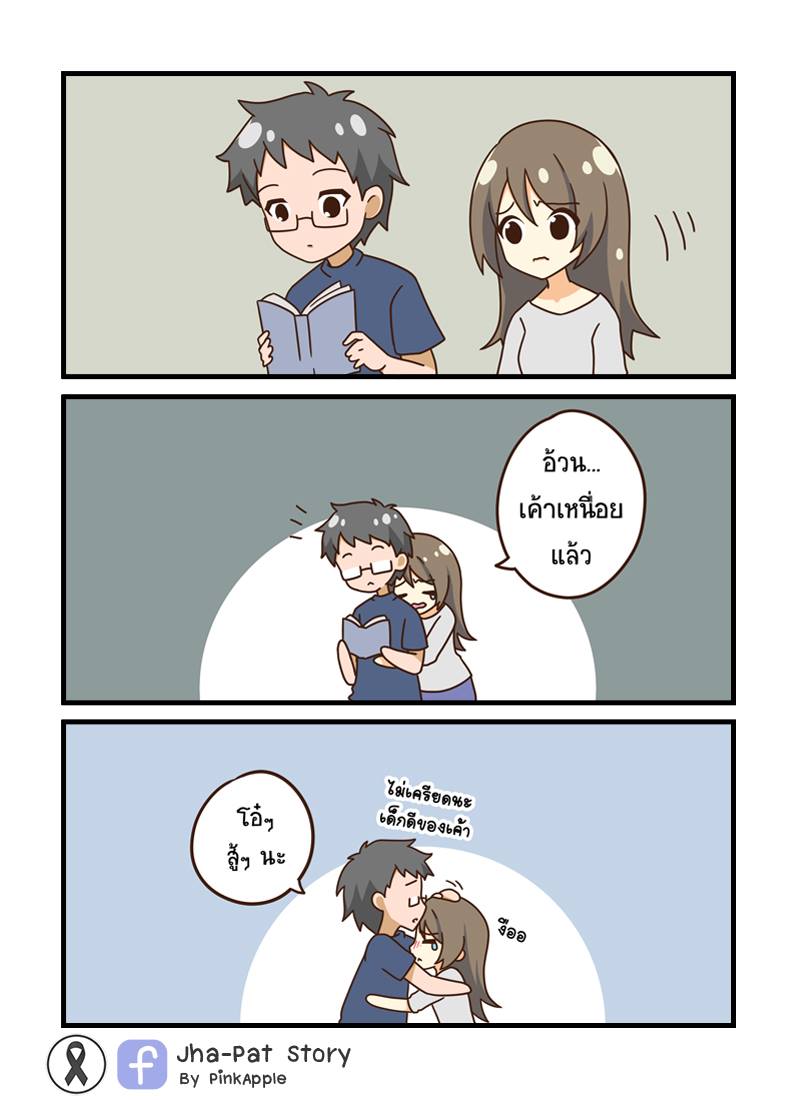 อ้วน...
เค้าเหนื่อย
แล้ว
โอ๋ๆ
สู้ๆ นะ
ไม่เครียดนะ
เด็กดีของเค้า
งืออ
f
Jha-Pat Story
By PinkApple